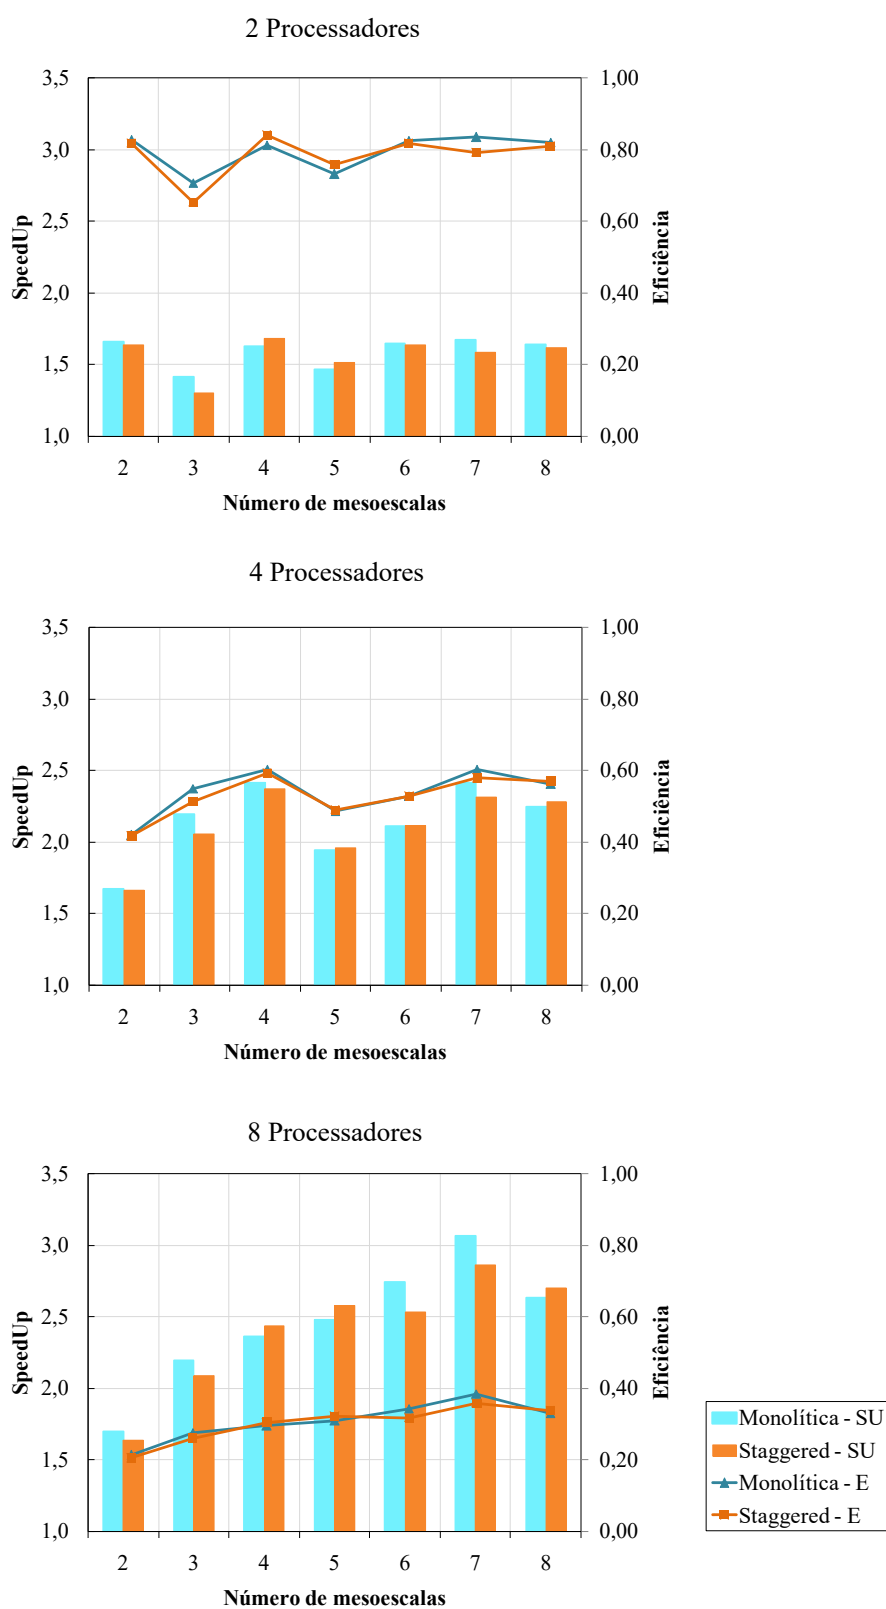 2 Processadores
3,5
3,0
2,5
2,0
1,5
1,0
SpeedUp
1,00
0,80
0,60
0,40
0,20
0,00
Eficiência
2 3 4 5 6 7 8
Número de mesoescalas
4 Processadores
3,5
3,0
2,5
2,0
1,5
1,0
SpeedUp
1,00
0,80
0,60
0,40
0,20
0,00
Eficiência
2 3 4 5 6 7 8
Número de mesoescalas
8 Processadores
3,5
3,0
2,5
2,0
1,5
1,0
SpeedUp
1,00
0,80
0,60
0,40
0,20
0,00
Eficiência
2 3 4 5 6 7 8
Número de mesoescalas
Monolítica - SU
Staggered - SU
Monolítica - E
Staggered - E